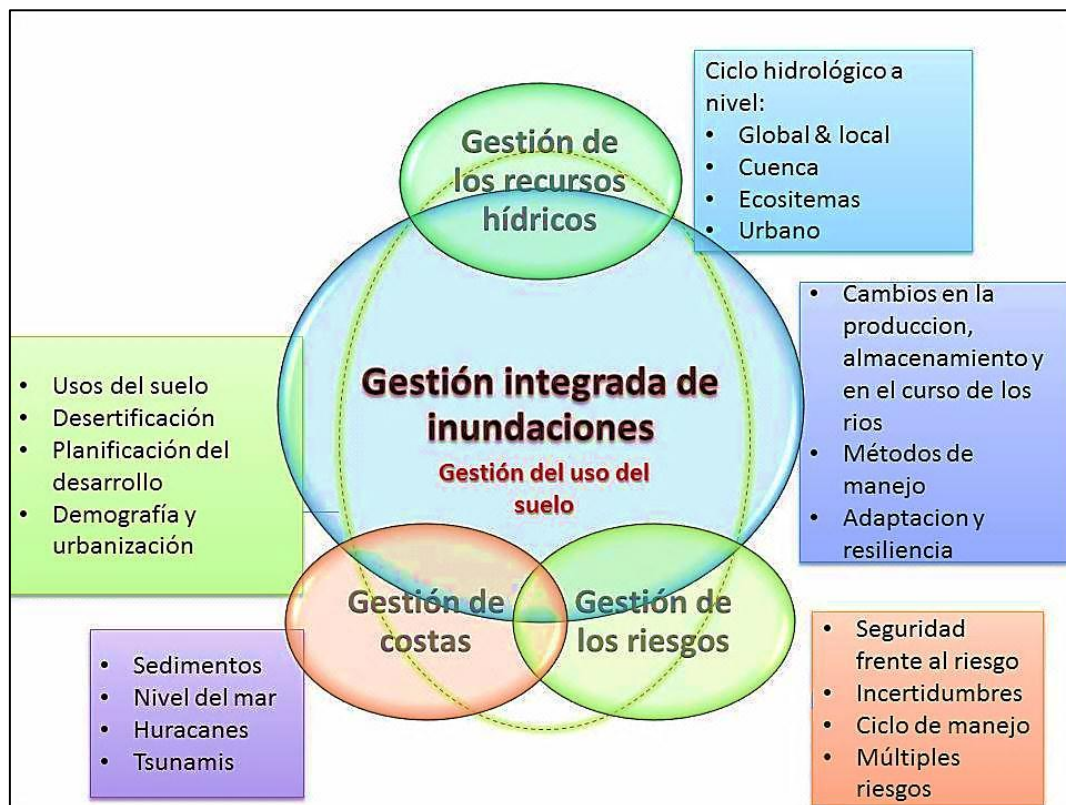 Ciclo hidrológico a
nivel:
• Global & local
• Cuenca
• Ecositemas
• Urbano
Gestión de
los recursos
hídricos
• Cambios en la
produccion,
almacenamiento y
en el curso de los
rios
• Métodos de
manejo
• Adaptacion y
resiliencia
• Usos del suelo
• Desertificación
• Planificación del
desarrollo
• Demografía y
urbanización
Gestión integrada de
inundaciones
Gestión del uso del
suelo
Gestión de
costas
Gestión de
los riesgos
• Sedimentos
• Nivel del mar
• Huracanes
• Tsunamis
• Seguridad
frente al riesgo
• Incertidumbres
• Ciclo de manejo
• Múltiples
riesgos